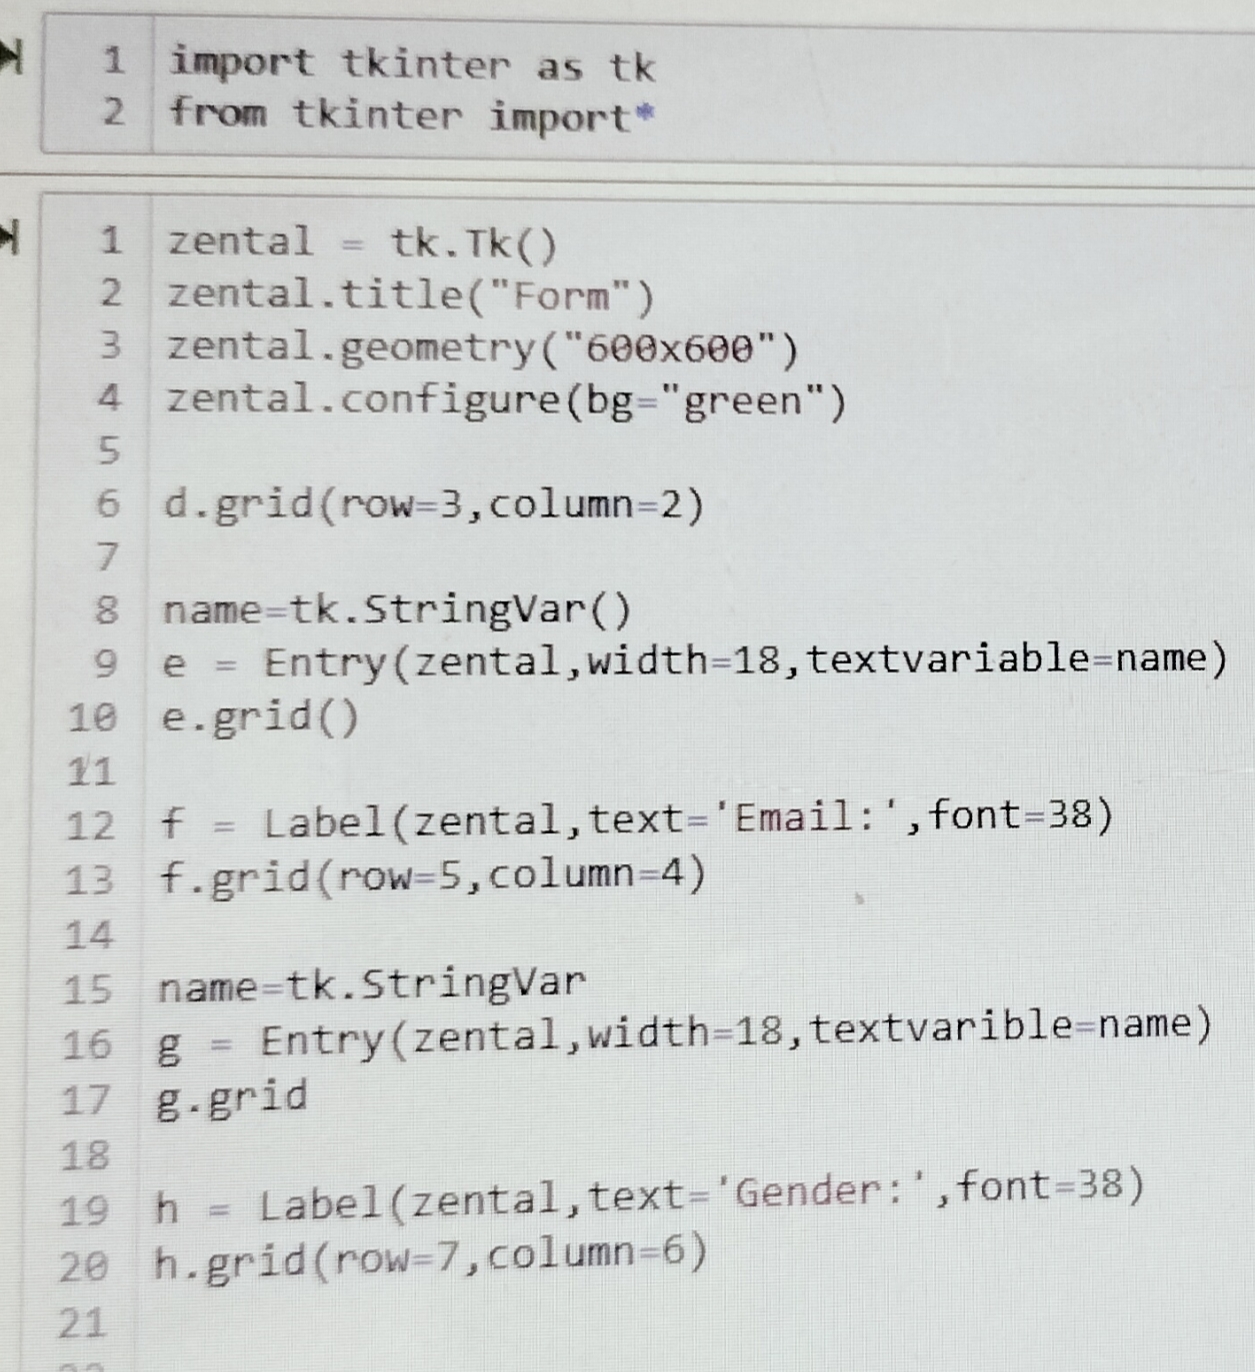 1 import tkinter as tk
2 from tkinter import*
1 zental = tk.Tk()
2 zental.title("Form")
3 zental.geometry("600x600")
4 zental.configure(bg="green")
5
6 d.grid(row=3,column=2)
7
8 name=tk.StringVar()
9 e = Entry(zental,width=18,textvariable=name)
10 e.grid()
11
12 f = Label(zental,text='Email:',font=38)
13 f.grid(row=5,column=4)
14
15 name=tk.StringVar
16 g = Entry(zental,width=18,textvarible=name)
17 g.grid
18
19 h = Label(zental,text='Gender:',font=38)
20 h.grid(row=7,column=6)
21